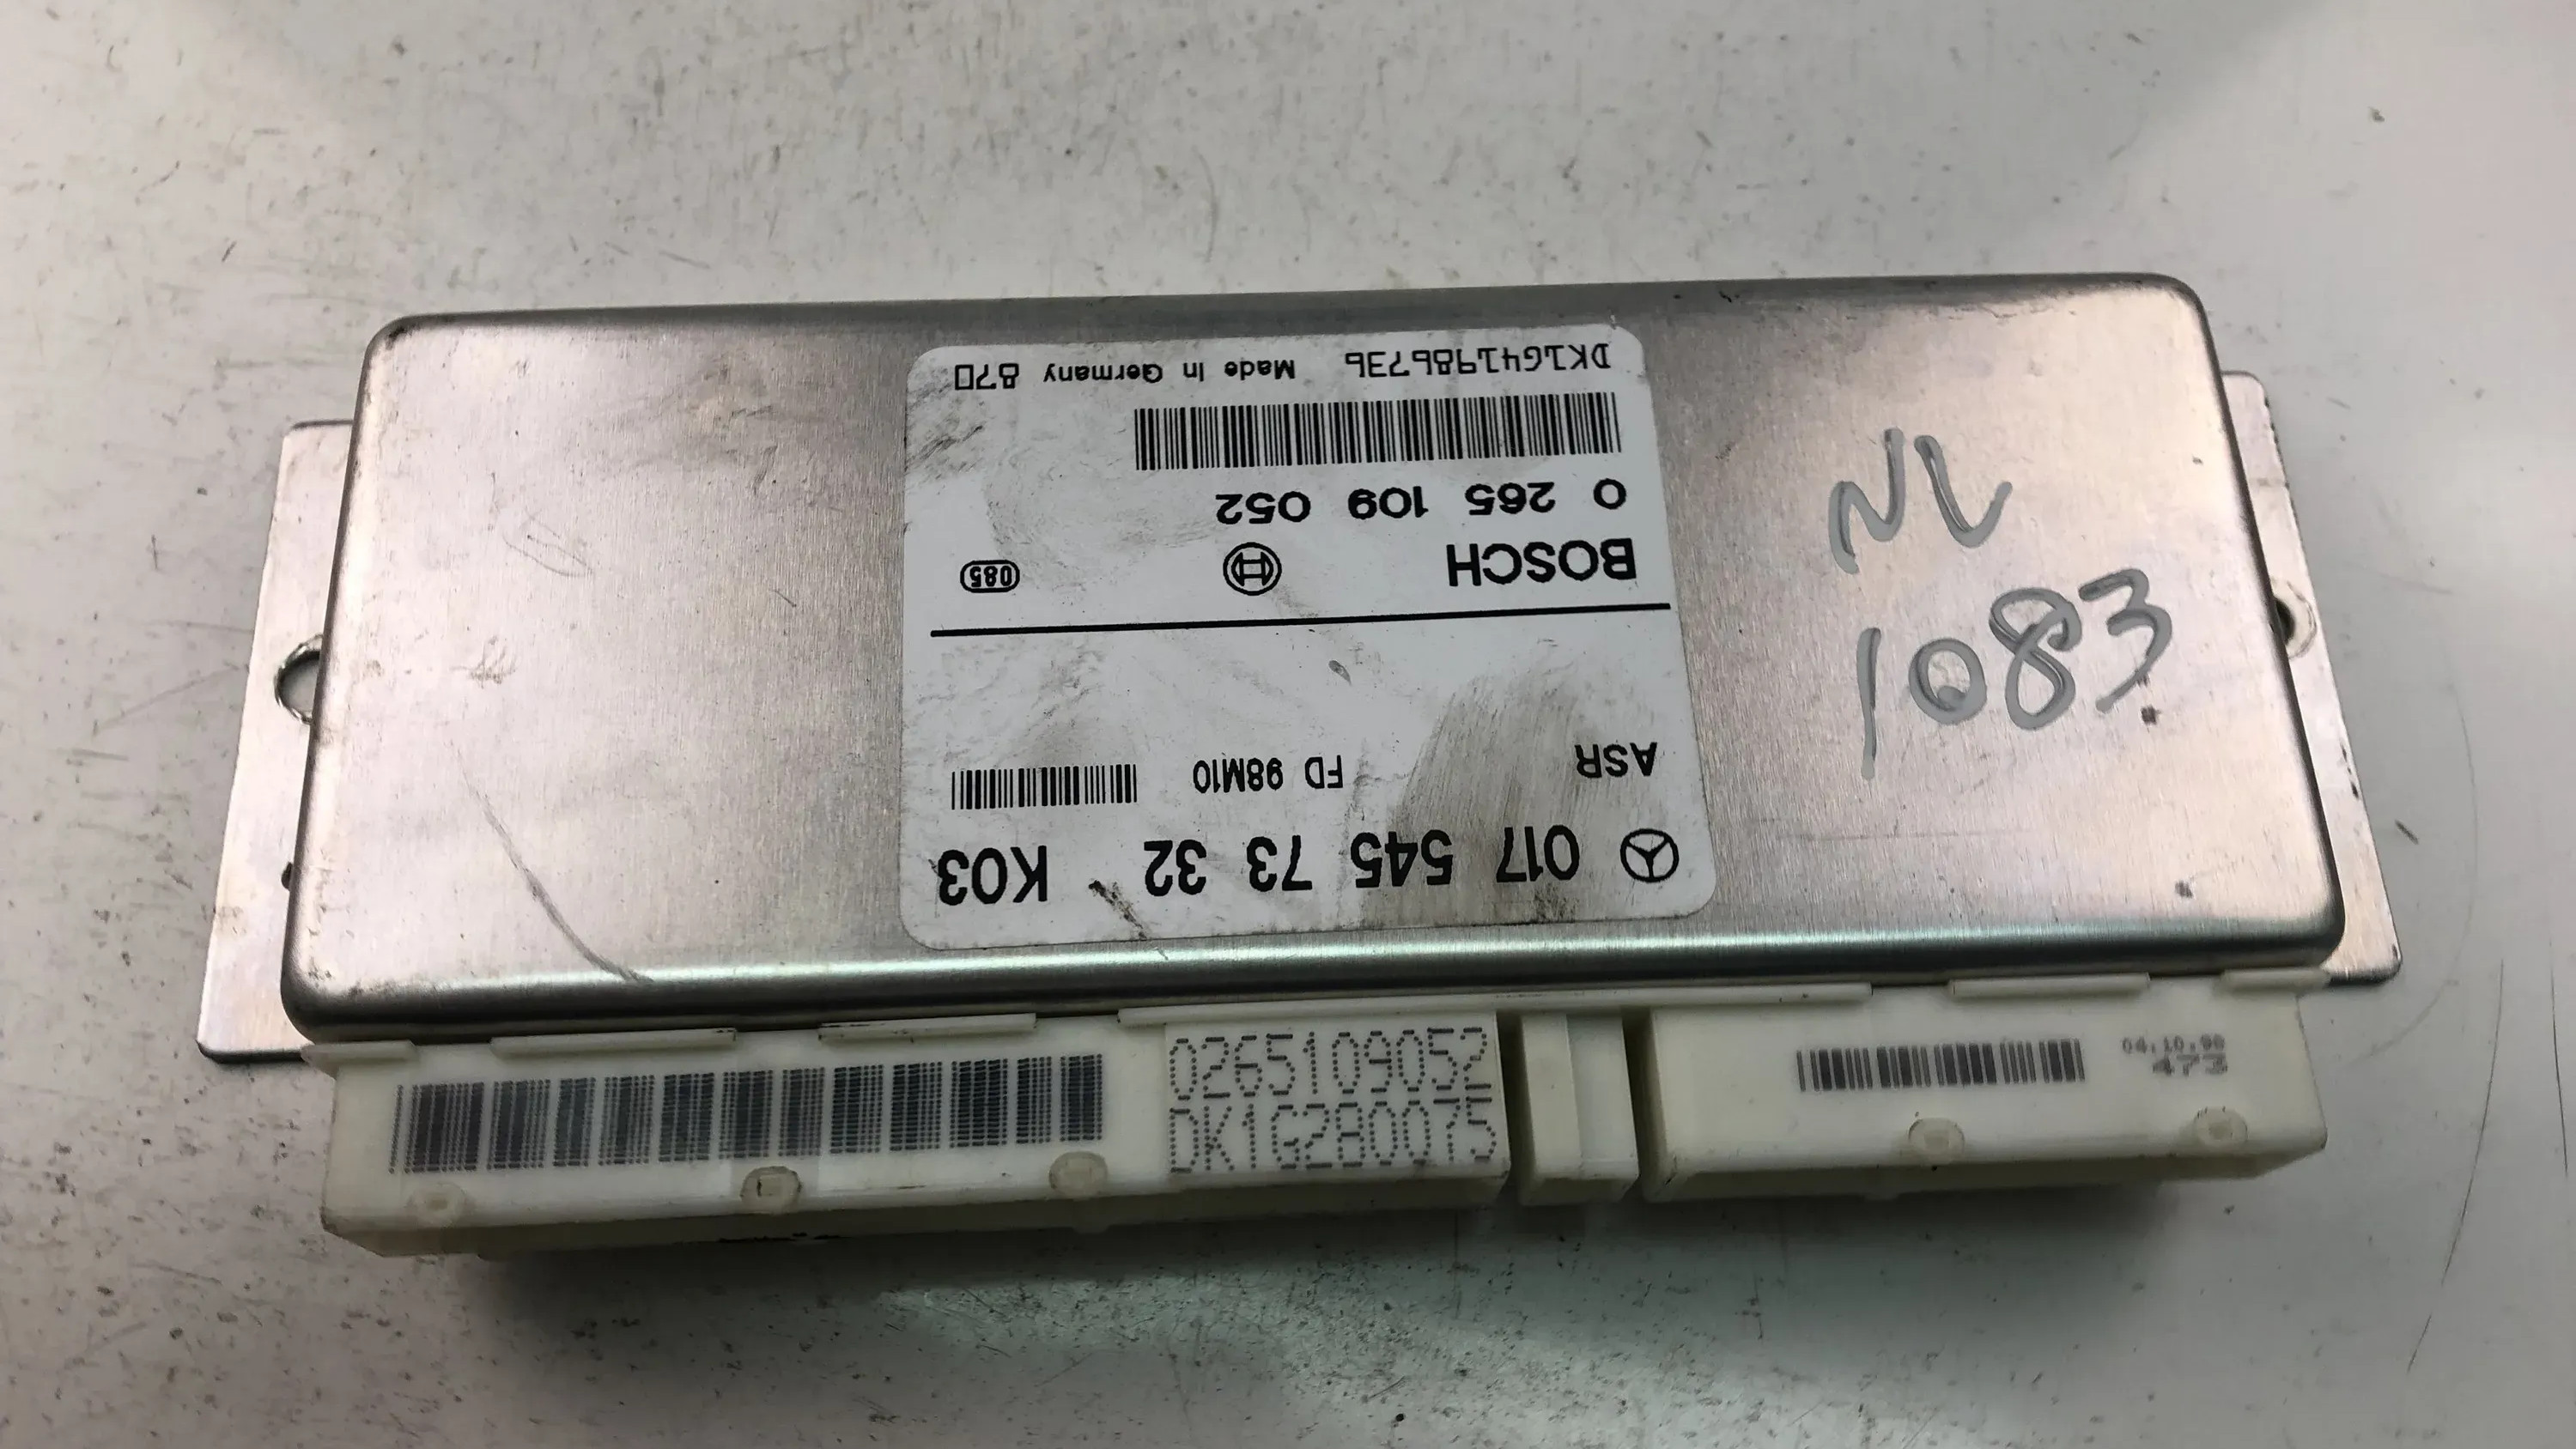 017 545 73 32 K03
ASR FD 98M10
BOSCH 085
0 265 109 052
DK1G41986736 Made In Germany 870
NL
1083
0265109052
DK1G280075
04.10.98
473